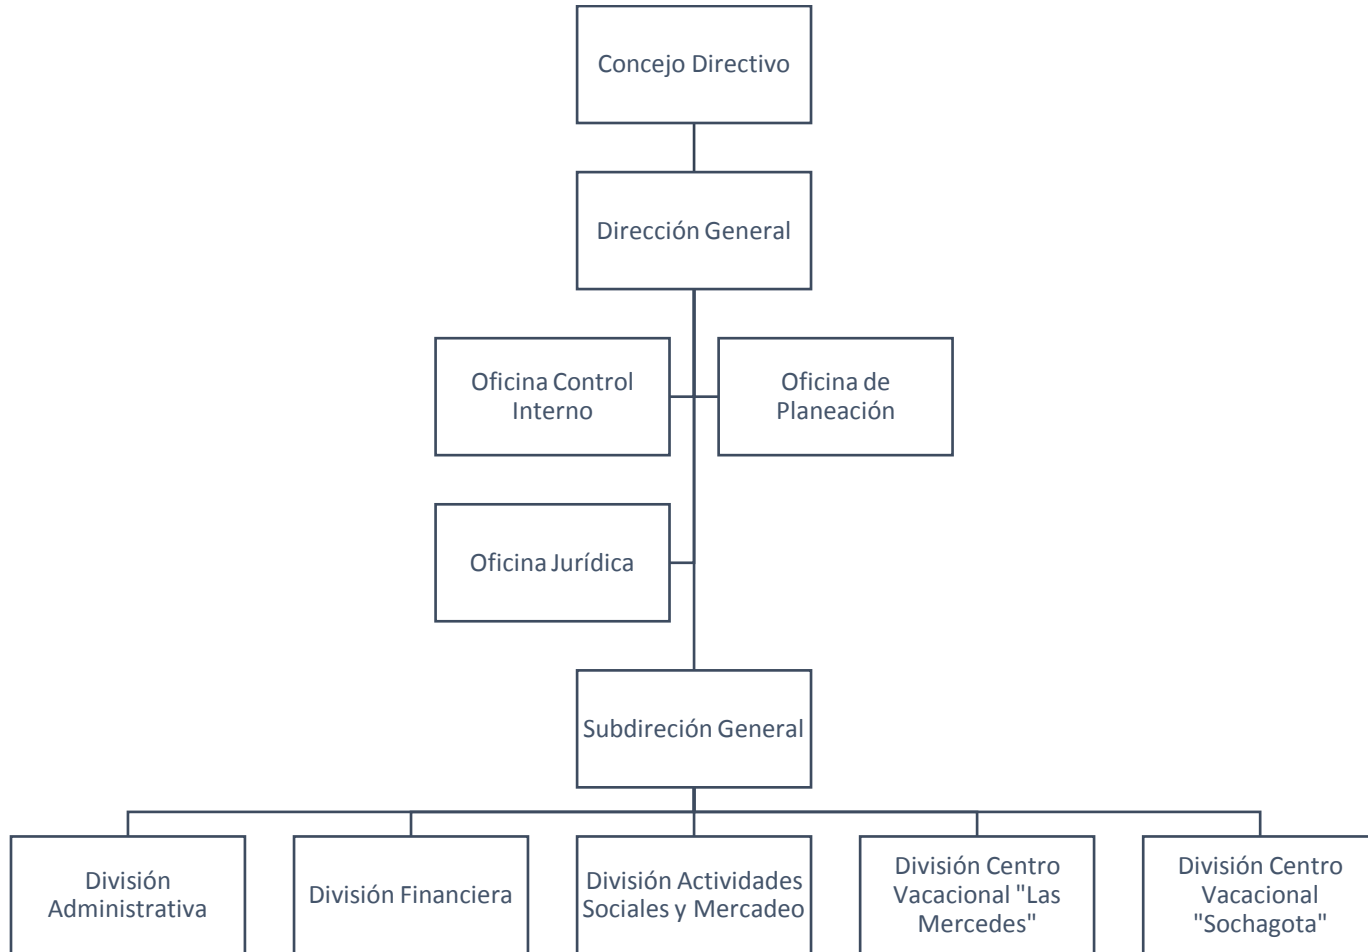 Concejo Directivo
Dirección General
Oficina Control
Interno
Oficina de
Planeación
Oficina Jurídica
Subdireción General
División
Administrativa
División Financiera
División Actividades
Sociales y Mercadeo
División Centro
Vacacional "Las
Mercedes"
División Centro
Vacacional
"Sochagota"